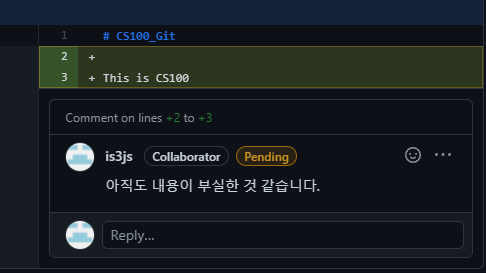 1 # CS100_Git
2 +
3 + This is CS100
Comment on lines +2 to +3
is3js Collaborator Pending
아직도 내용이 부실한 것 같습니다.
Reply...